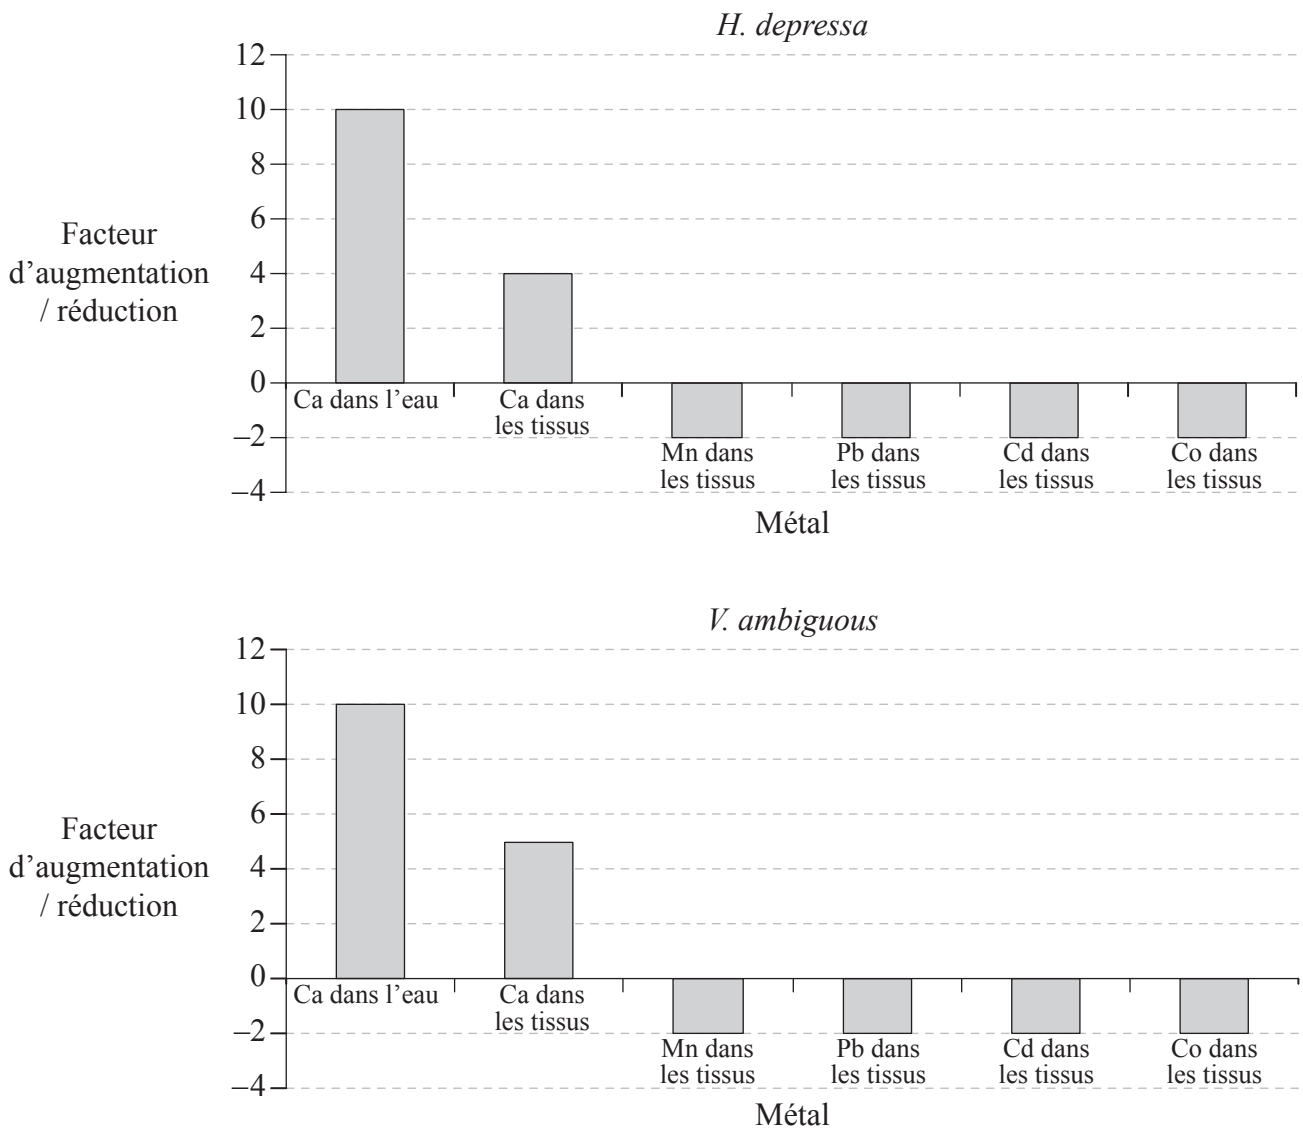 H. depressa
12
10
8
6
4
2
0
–2
–4
Facteur
d’augmentation
/ réduction
Ca dans l’eau
Ca dans
les tissus
Mn dans
les tissus
Pb dans
les tissus
Cd dans
les tissus
Co dans
les tissus
Métal
V. ambiguous
12
10
8
6
4
2
0
–2
–4
Facteur
d’augmentation
/ réduction
Ca dans l’eau
Ca dans
les tissus
Mn dans
les tissus
Pb dans
les tissus
Cd dans
les tissus
Co dans
les tissus
Métal